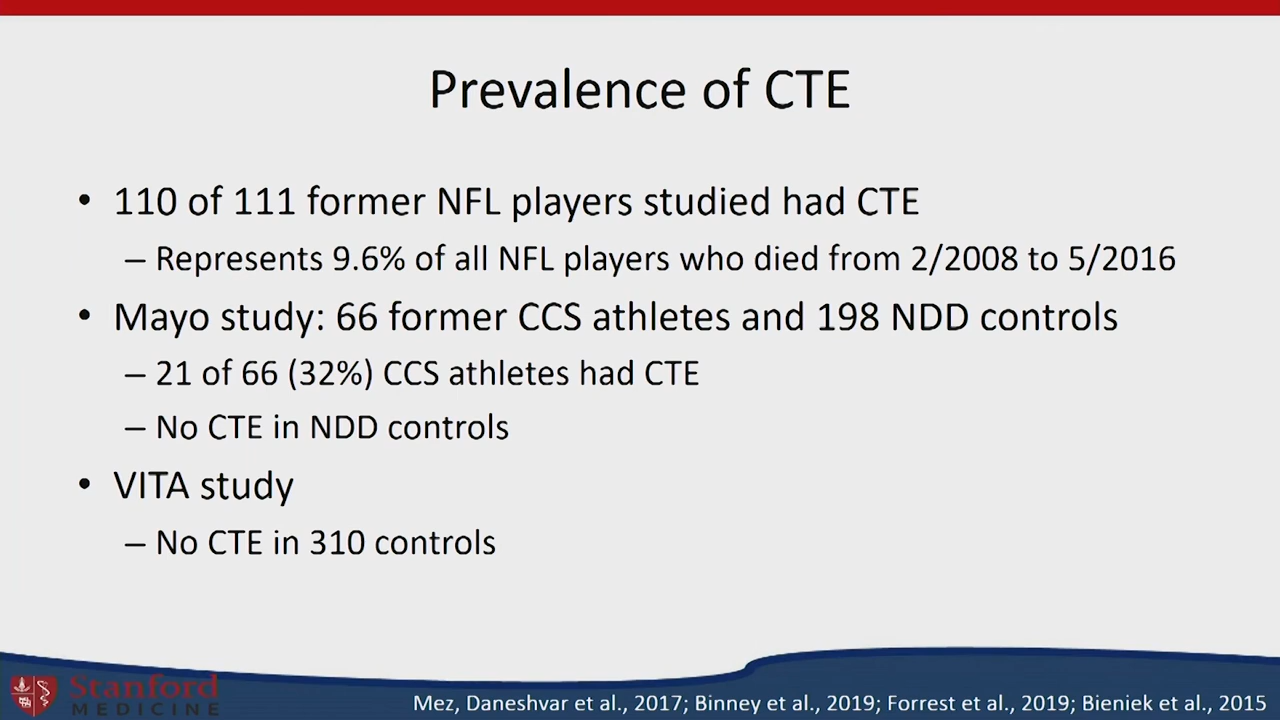 Prevalence of CTE
• 110 of 111 former NFL players studied had CTE
– Represents 9.6% of all NFL players who died from 2/2008 to 5/2016
• Mayo study: 66 former CCS athletes and 198 NDD controls
– 21 of 66 (32%) CCS athletes had CTE
– No CTE in NDD controls
• VITA study
– No CTE in 310 controls
Stanford
MEDICINE
Mez, Daneshvar et al., 2017; Binney et al., 2019; Forrest et al., 2019; Bieniek et al., 2015